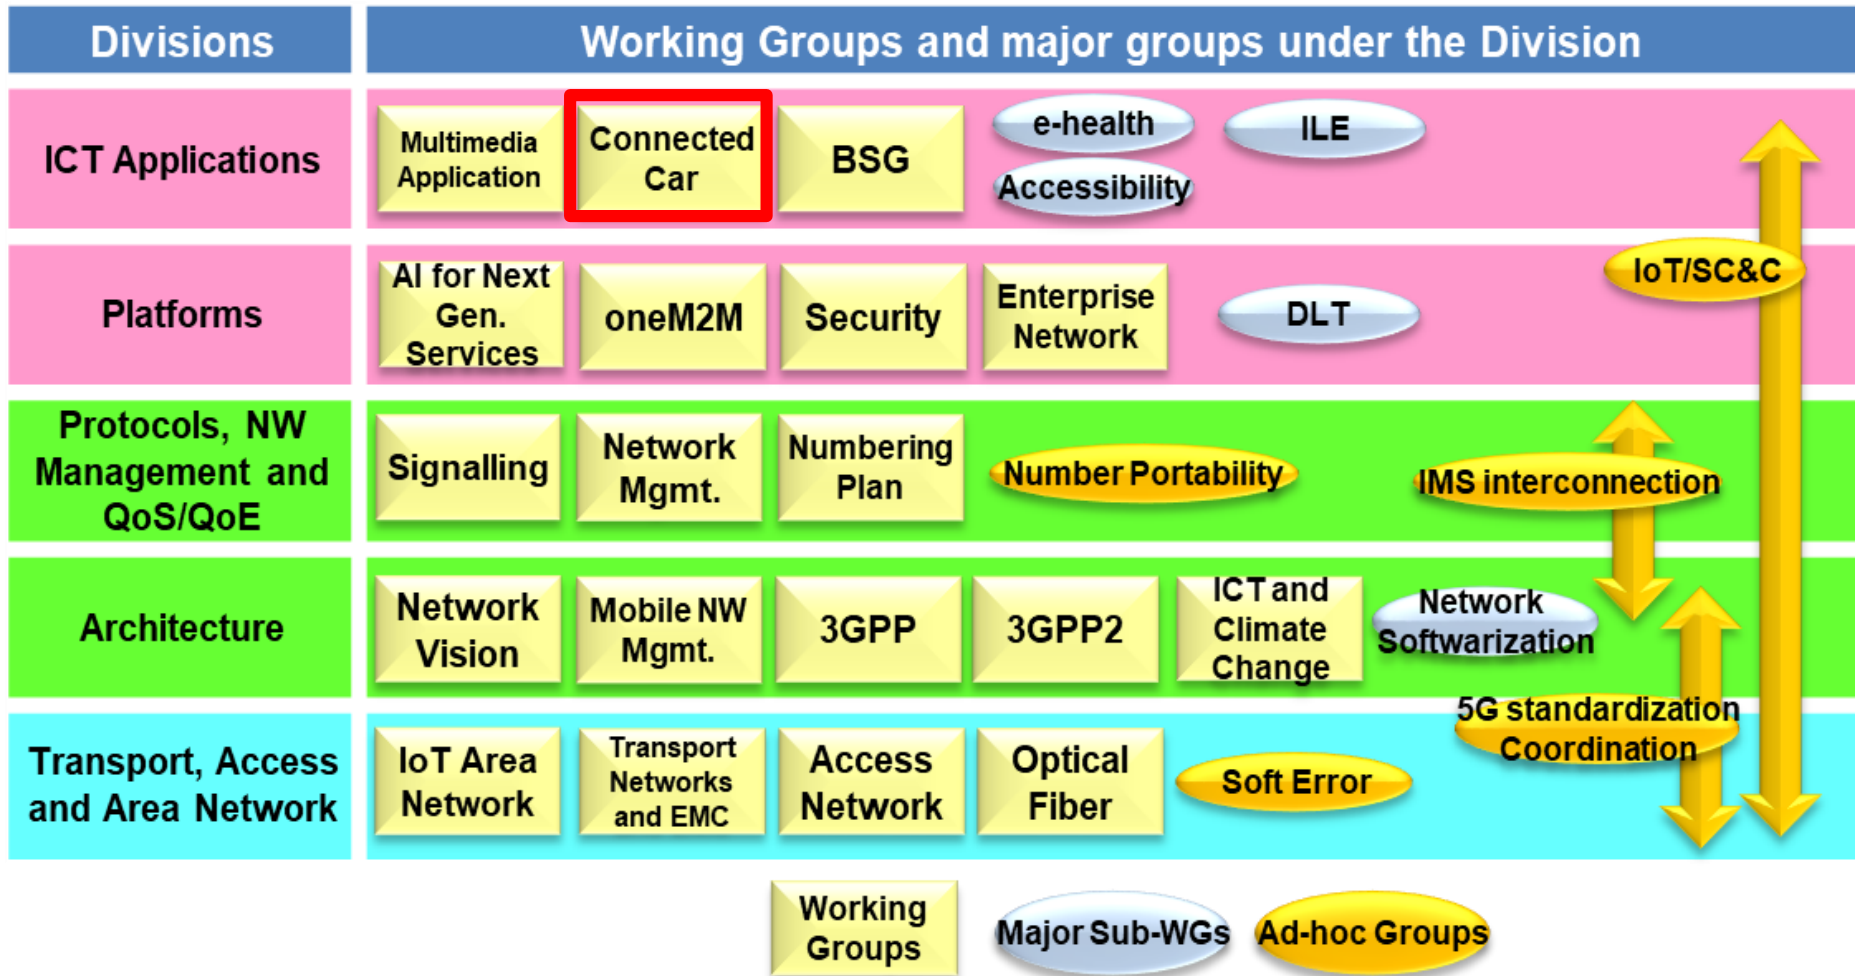 Divisions
Working Groups and major groups under the Division
ICT Applications
Multimedia
Application
Connected
Car
BSG
e-health
Accessibility
ILE
Platforms
AI for Next
Gen.
Services
oneM2M
Security
Enterprise
Network
DLT
IoT/SC&C
Protocols, NW
Management and
QoS/QoE
Signalling
Network
Mgmt.
Numbering
Plan
Number Portability
IMS interconnection
Architecture
Network
Vision
Mobile NW
Mgmt.
3GPP
3GPP2
ICT and
Climate
Change
Network
Softwarization
5G standardization
Coordination
Transport, Access
and Area Network
IoT Area
Network
Transport
Networks
and EMC
Access
Network
Optical
Fiber
Soft Error
Working
Groups
Major Sub-WGs
Ad-hoc Groups